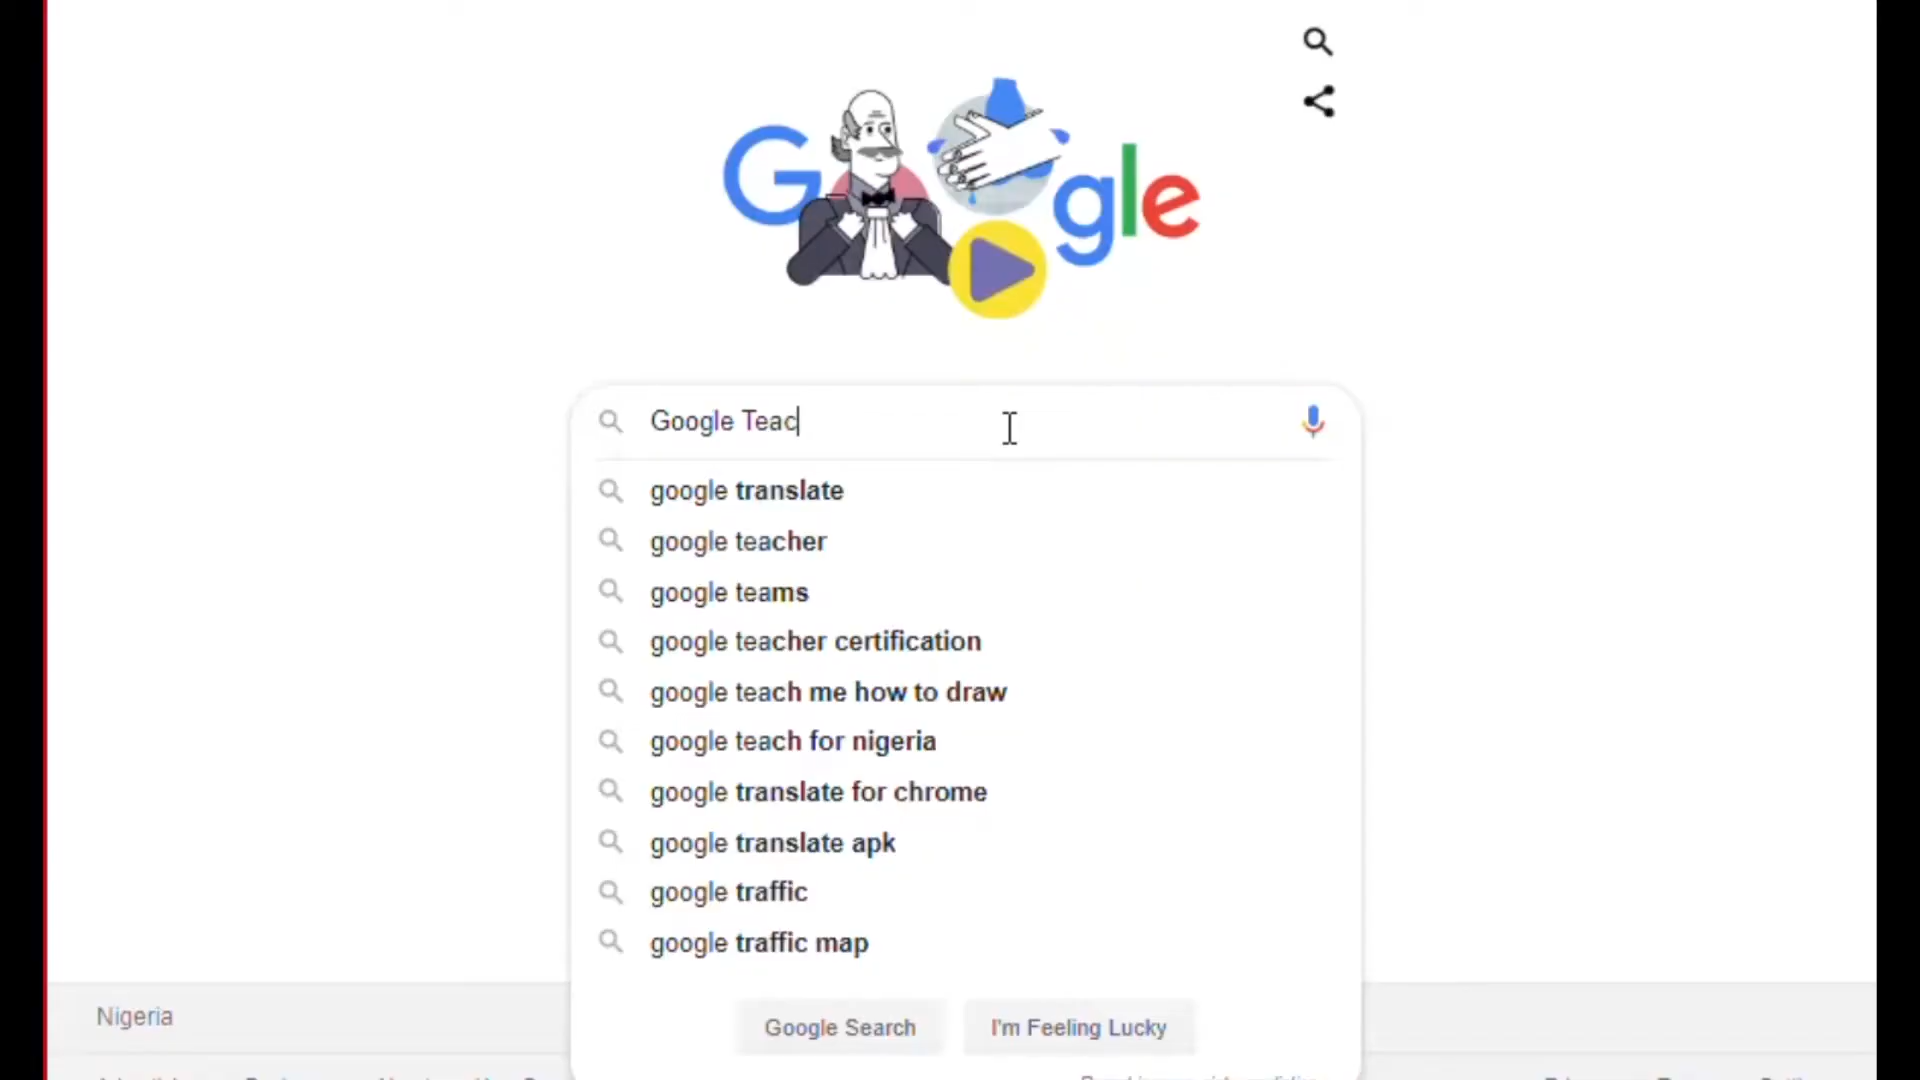 Google
Google Teac
google translate
google teacher
google teams
google teacher certification
google teach me how to draw
google teach for nigeria
google translate for chrome
google translate apk
google traffic
google traffic map
Google Search
I'm Feeling Lucky
Nigeria